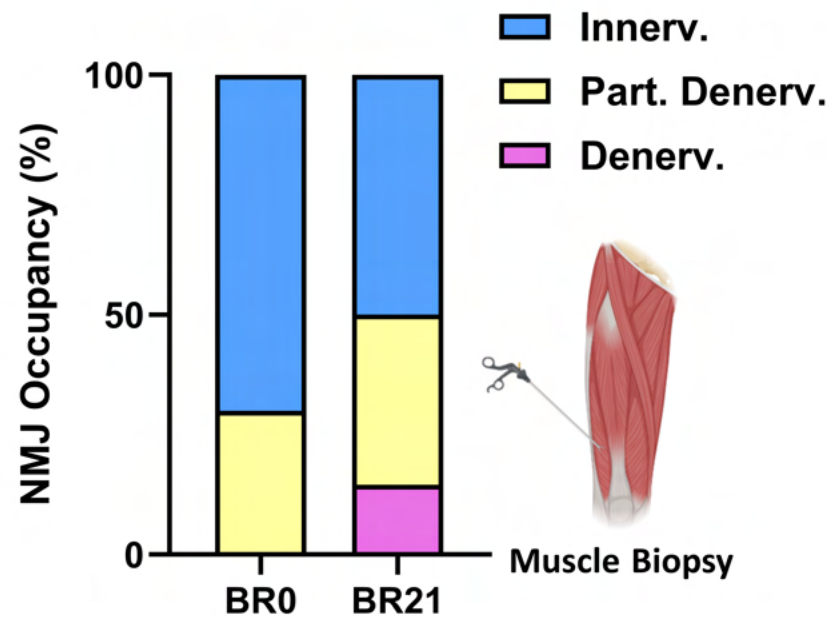 Innerv.
Part. Denerv.
Denerv.
NMJ Occupancy (%)
100
50
0
BR0
BR21
Muscle Biopsy